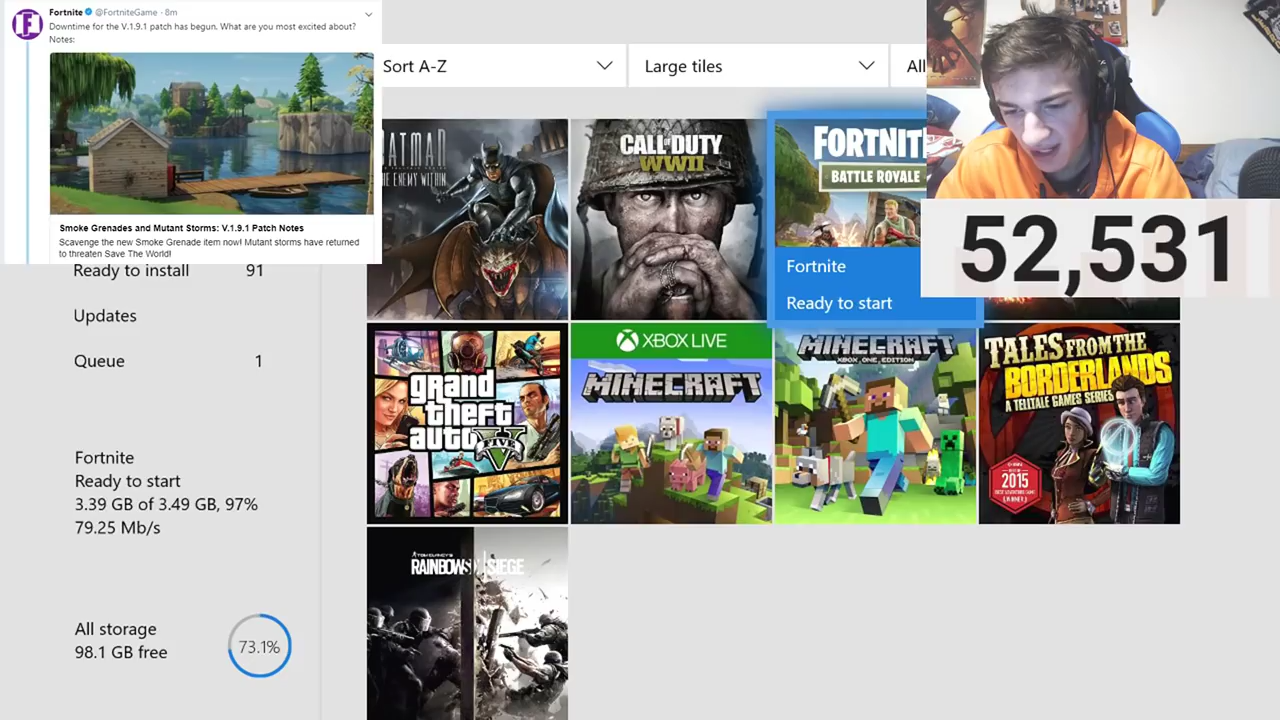 Fortnite @FortniteGame · 8m
Downtime for the V.1.9.1 patch has begun. What are you most excited about?
Notes:
Smoke Grenades and Mutant Storms: V.1.9.1 Patch Notes
Scavenge the new Smoke Grenade item now! Mutant storms have returned
to threaten Save The World!
Sort A-Z
Large tiles
All
Ready to install 91
Updates
Queue 1
Fortnite
Ready to start
3.39 GB of 3.49 GB, 97%
79.25 Mb/s
All storage
98.1 GB free
73.1%
BATMAN
THE ENEMY WITHIN
CALL OF DUTY
WWII
FORTNIT
BATTLE ROYALE
Fortnite
Ready to start
52,531
grand
theft
auto
V
FIVE
XBOX LIVE
MINECRAFT
MINECRAFT
XBOX ONE EDITION
TALES FROM THE
BORDERLANDS
A TELLTALE GAMES SERIES
2015
TOM CLANCY'S
RAINBOW SIEGE